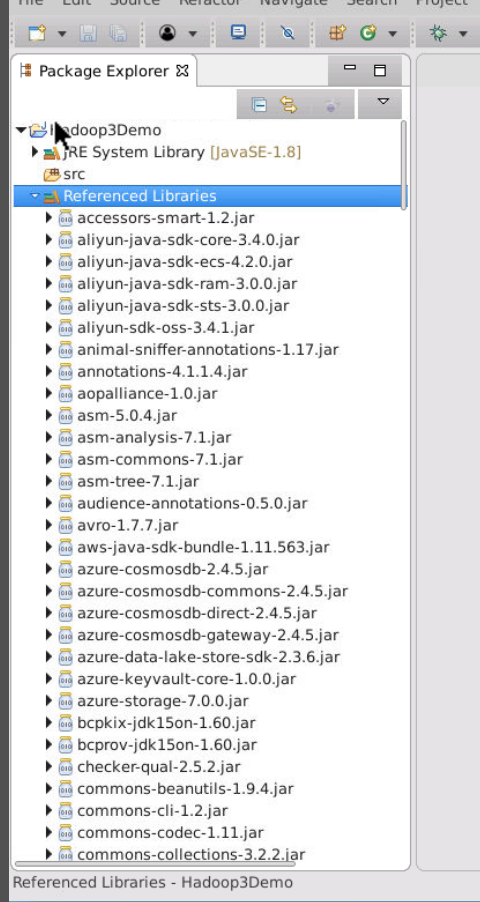 File Edit Source Refactor Navigate Search Project
Package Explorer
Hadoop3Demo
JRE System Library [JavaSE-1.8]
src
Referenced Libraries
accessors-smart-1.2.jar
aliyun-java-sdk-core-3.4.0.jar
aliyun-java-sdk-ecs-4.2.0.jar
aliyun-java-sdk-ram-3.0.0.jar
aliyun-java-sdk-sts-3.0.0.jar
aliyun-sdk-oss-3.4.1.jar
animal-sniffer-annotations-1.17.jar
annotations-4.1.1.4.jar
aopalliance-1.0.jar
asm-5.0.4.jar
asm-analysis-7.1.jar
asm-commons-7.1.jar
asm-tree-7.1.jar
audience-annotations-0.5.0.jar
avro-1.7.7.jar
aws-java-sdk-bundle-1.11.563.jar
azure-cosmosdb-2.4.5.jar
azure-cosmosdb-commons-2.4.5.jar
azure-cosmosdb-direct-2.4.5.jar
azure-cosmosdb-gateway-2.4.5.jar
azure-data-lake-store-sdk-2.3.6.jar
azure-keyvault-core-1.0.0.jar
azure-storage-7.0.0.jar
bcpkix-jdk15on-1.60.jar
bcprov-jdk15on-1.60.jar
checker-qual-2.5.2.jar
commons-beanutils-1.9.4.jar
commons-cli-1.2.jar
commons-codec-1.11.jar
commons-collections-3.2.2.jar
Referenced Libraries - Hadoop3Demo